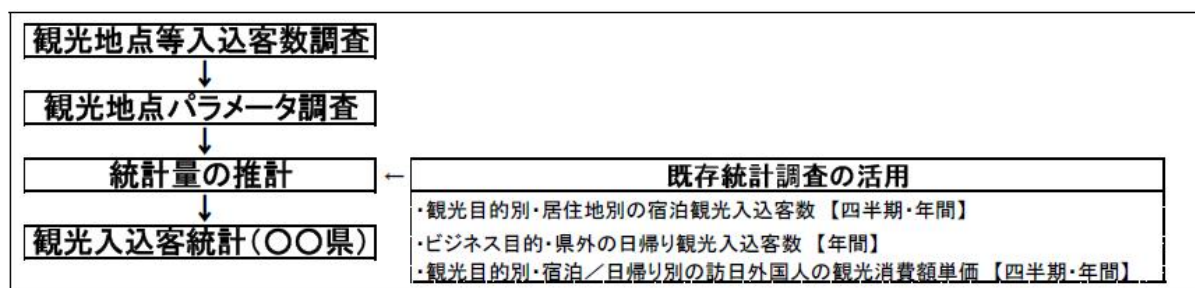 観光地点等入込客数調査
↓
観光地点パラメータ調査
↓
統計量の推計 ← 既存統計調査の活用
・観光目的別・居住地別の宿泊観光入込客数 【四半期・年間】
↓
・ビジネス目的・県外の日帰り観光入込客数 【年間】
観光入込客統計(〇〇県)
・観光目的別・宿泊／日帰り別の訪日外国人の観光消費額単価 【四半期・年間】